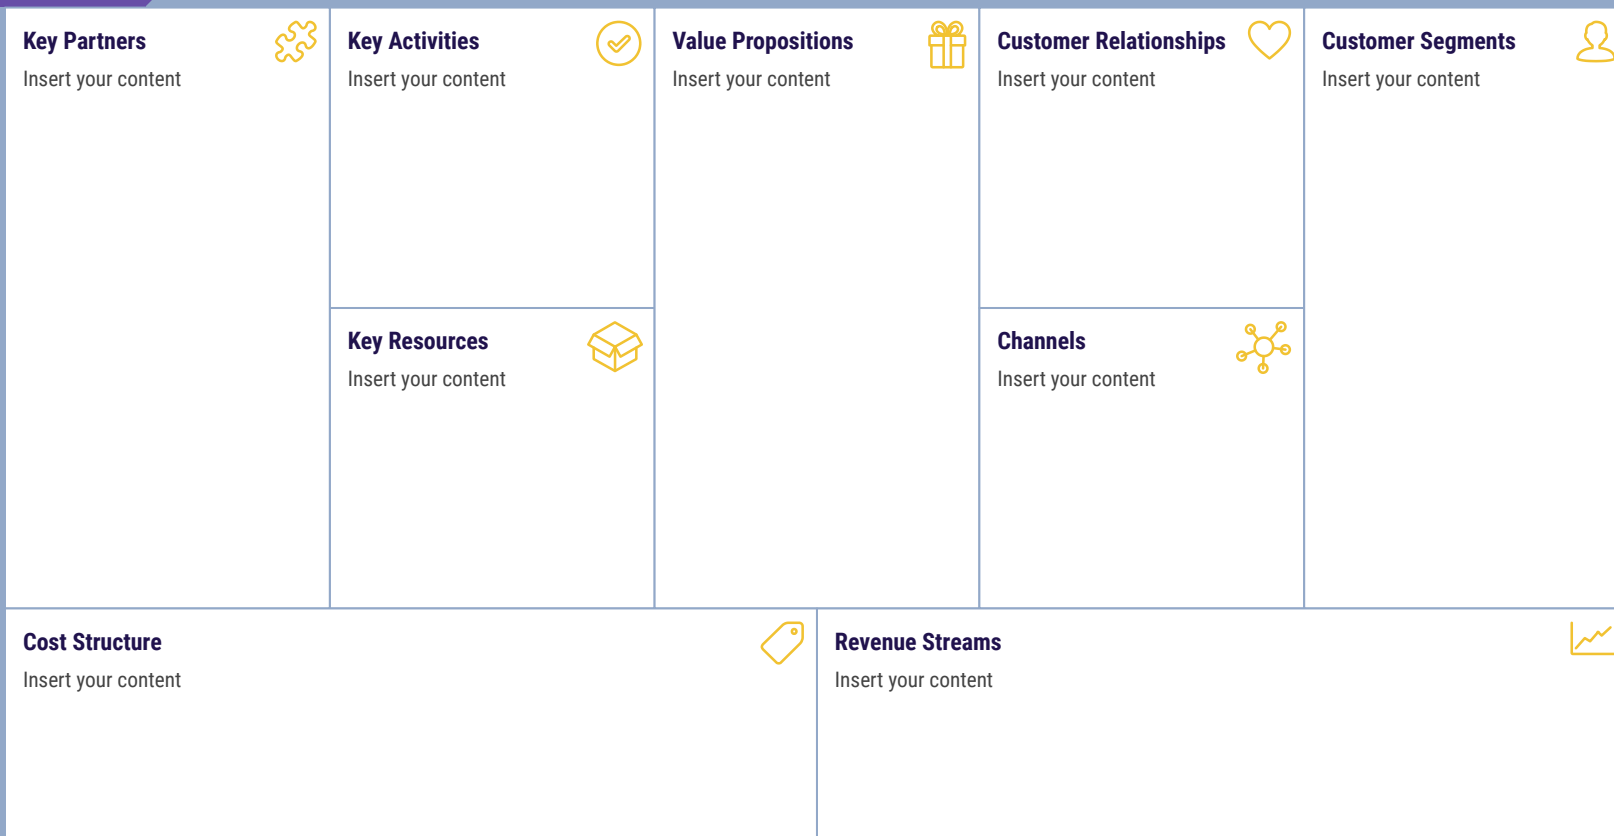 Key Partners
Insert your content
Key Activities
Insert your content
Key Resources
Insert your content
Value Propositions
Insert your content
Customer Relationships
Insert your content
Channels
Insert your content
Customer Segments
Insert your content
Cost Structure
Insert your content
Revenue Streams
Insert your content